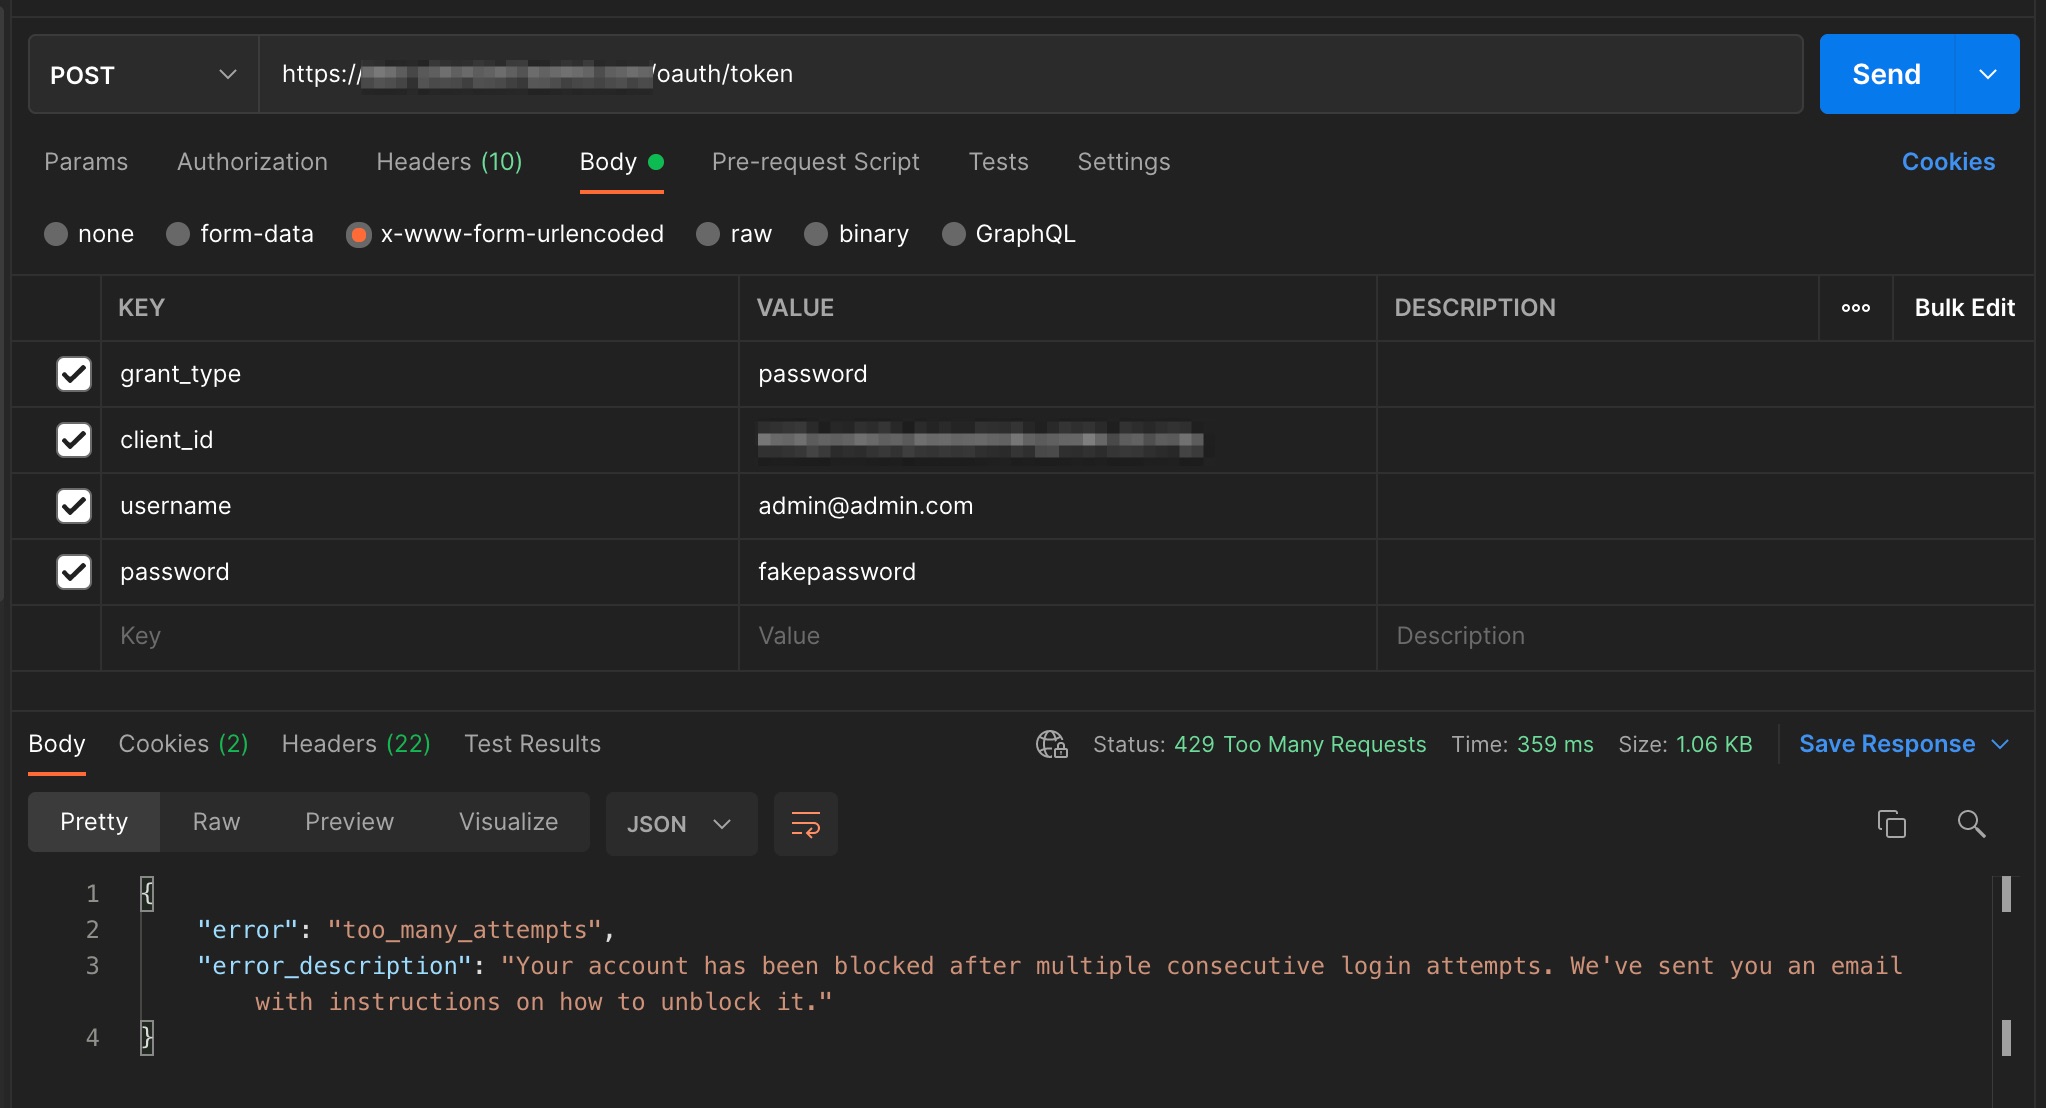 POST https:// /oauth/token Send
Params Authorization Headers (10) Body Pre-request Script Tests Settings Cookies
none form-data x-www-form-urlencoded raw binary GraphQL
KEY VALUE DESCRIPTION Bulk Edit
grant_type password
client_id
username admin@admin.com
password fakepassword
Key Value Description
Body Cookies (2) Headers (22) Test Results Status: 429 Too Many Requests Time: 359 ms Size: 1.06 KB Save Response
Pretty Raw Preview Visualize JSON
1 {
2 "error": "too_many_attempts",
3 "error_description": "Your account has been blocked after multiple consecutive login attempts. We've sent you an email
with instructions on how to unblock it."
4 }